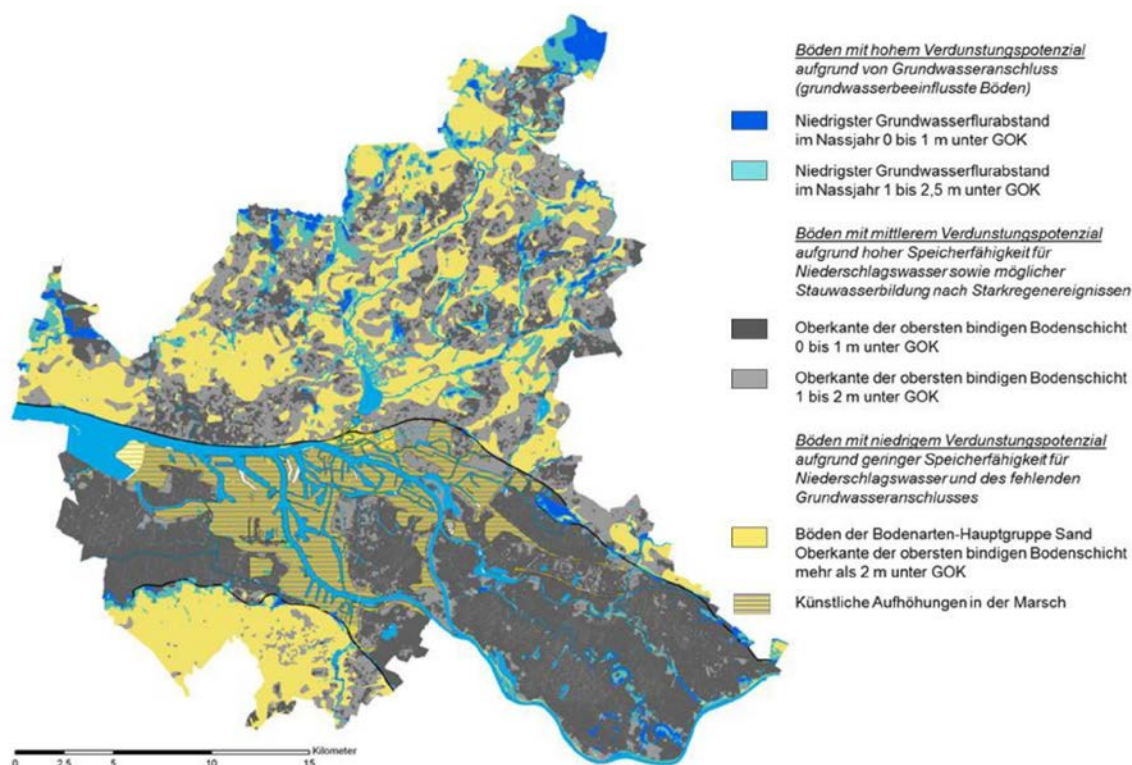 Böden mit hohem Verdunstungspotenzial
aufgrund von Grundwasseranschluss
(grundwasserbeeinflusste Böden)
Niedrigster Grundwasserflurabstand
im Nassjahr 0 bis 1 m unter GOK
Niedrigster Grundwasserflurabstand
im Nassjahr 1 bis 2,5 m unter GOK
Böden mit mittlerem Verdunstungspotenzial
aufgrund hoher Speicherfähigkeit für
Niederschlagswasser sowie möglicher
Stauwasserbildung nach Starkregenereignissen
Oberkante der obersten bindigen Bodenschicht
0 bis 1 m unter GOK
Oberkante der obersten bindigen Bodenschicht
1 bis 2 m unter GOK
Böden mit niedrigem Verdunstungspotenzial
aufgrund geringer Speicherfähigkeit für
Niederschlagswasser und des fehlenden
Grundwasseranschlusses
Böden der Bodenarten-Hauptgruppe Sand
Oberkante der obersten bindigen Bodenschicht
mehr als 2 m unter GOK
Künstliche Aufhöhungen in der Marsch
Kilometer
0 2,5 5 10 15